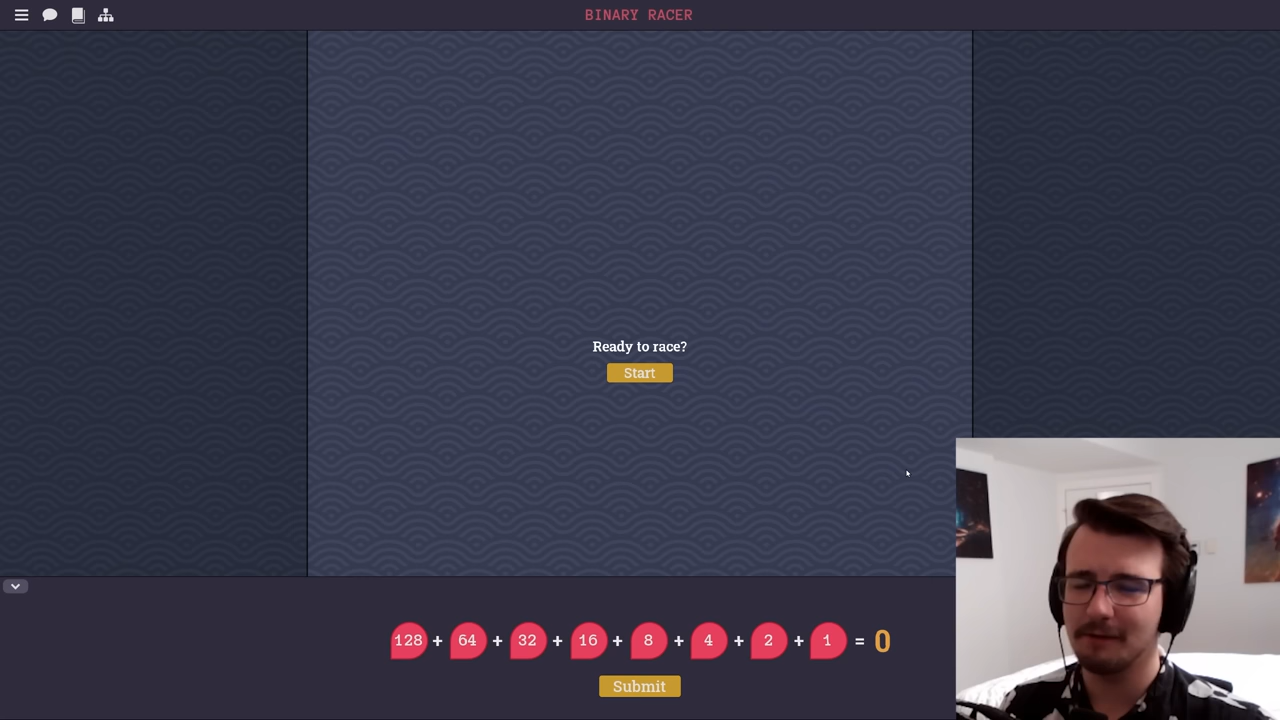 BINARY RACER
Ready to race?
Start
128 + 64 + 32 + 16 + 8 + 4 + 2 + 1 = 0
Submit